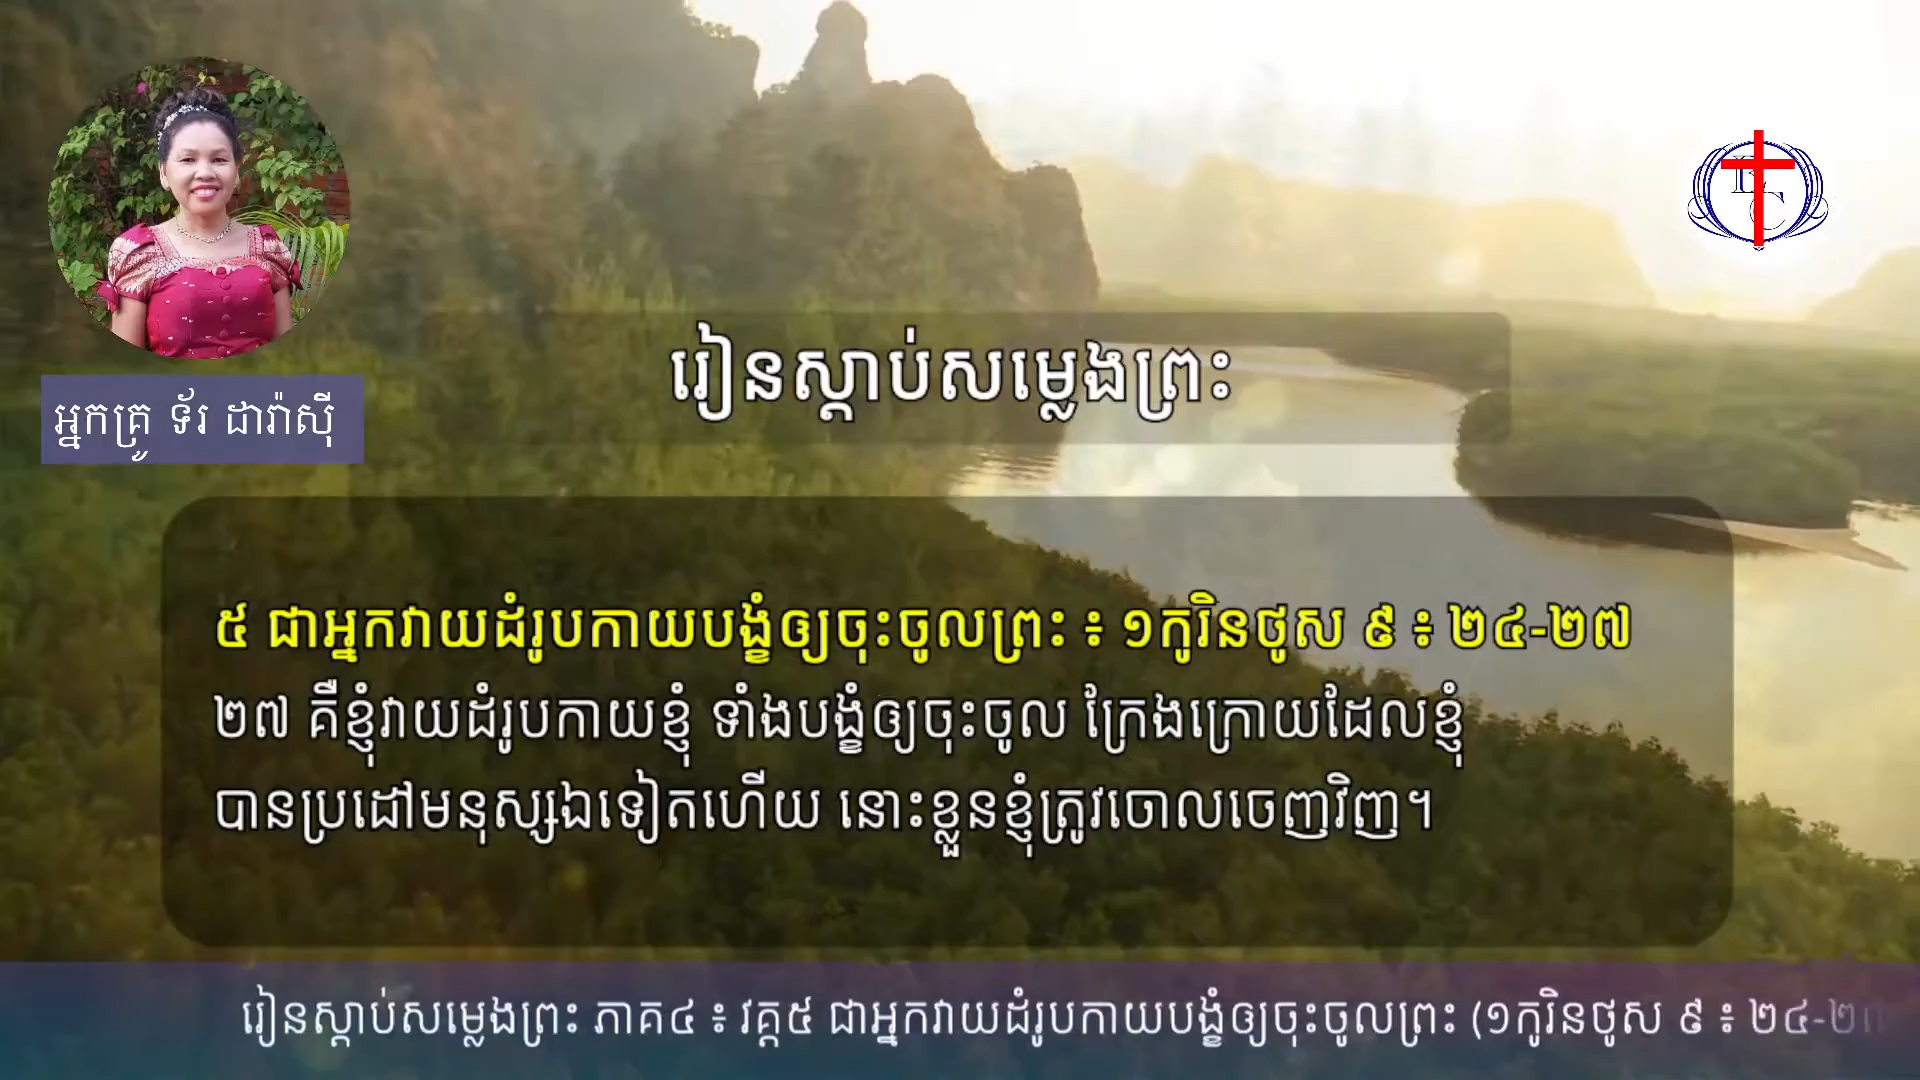 អ្នកគ្រូ ទ័រ ដារ៉ាស៊ី
រៀនស្តាប់សម្លេងព្រះ
៥ ជាអ្នកវាយដំរូបកាយបង្ខំឲ្យចុះចូលព្រះ ៖ ១កូរិនថូស ៩ ៖ ២៤-២៧
២៧ គឺខ្ញុំវាយដំរូបកាយខ្ញុំ ទាំងបង្ខំឲ្យចុះចូល ក្រែងក្រោយដែលខ្ញុំ
បានប្រដៅមនុស្សឯទៀតហើយ នោះខ្លួនខ្ញុំត្រូវចោលចេញវិញ។
រៀនស្តាប់សម្លេងព្រះ ភាគ៤ ៖ វគ្គ៥ ជាអ្នកវាយដំរូបកាយបង្ខំឲ្យចុះចូលព្រះ (១កូរិនថូស ៩ ៖ ២៤-២៧